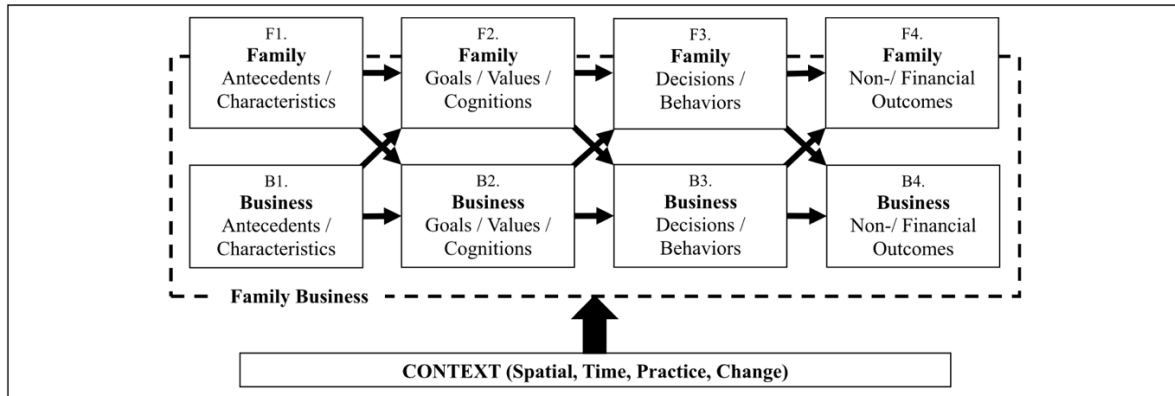 F1.
Family
Antecedents /
Characteristics
F2.
Family
Goals / Values /
Cognitions
F3.
Family
Decisions /
Behaviors
F4.
Family
Non-/ Financial
Outcomes
B1.
Business
Antecedents /
Characteristics
B2.
Business
Goals / Values /
Cognitions
B3.
Business
Decisions /
Behaviors
B4.
Business
Non-/ Financial
Outcomes
Family Business
CONTEXT (Spatial, Time, Practice, Change)